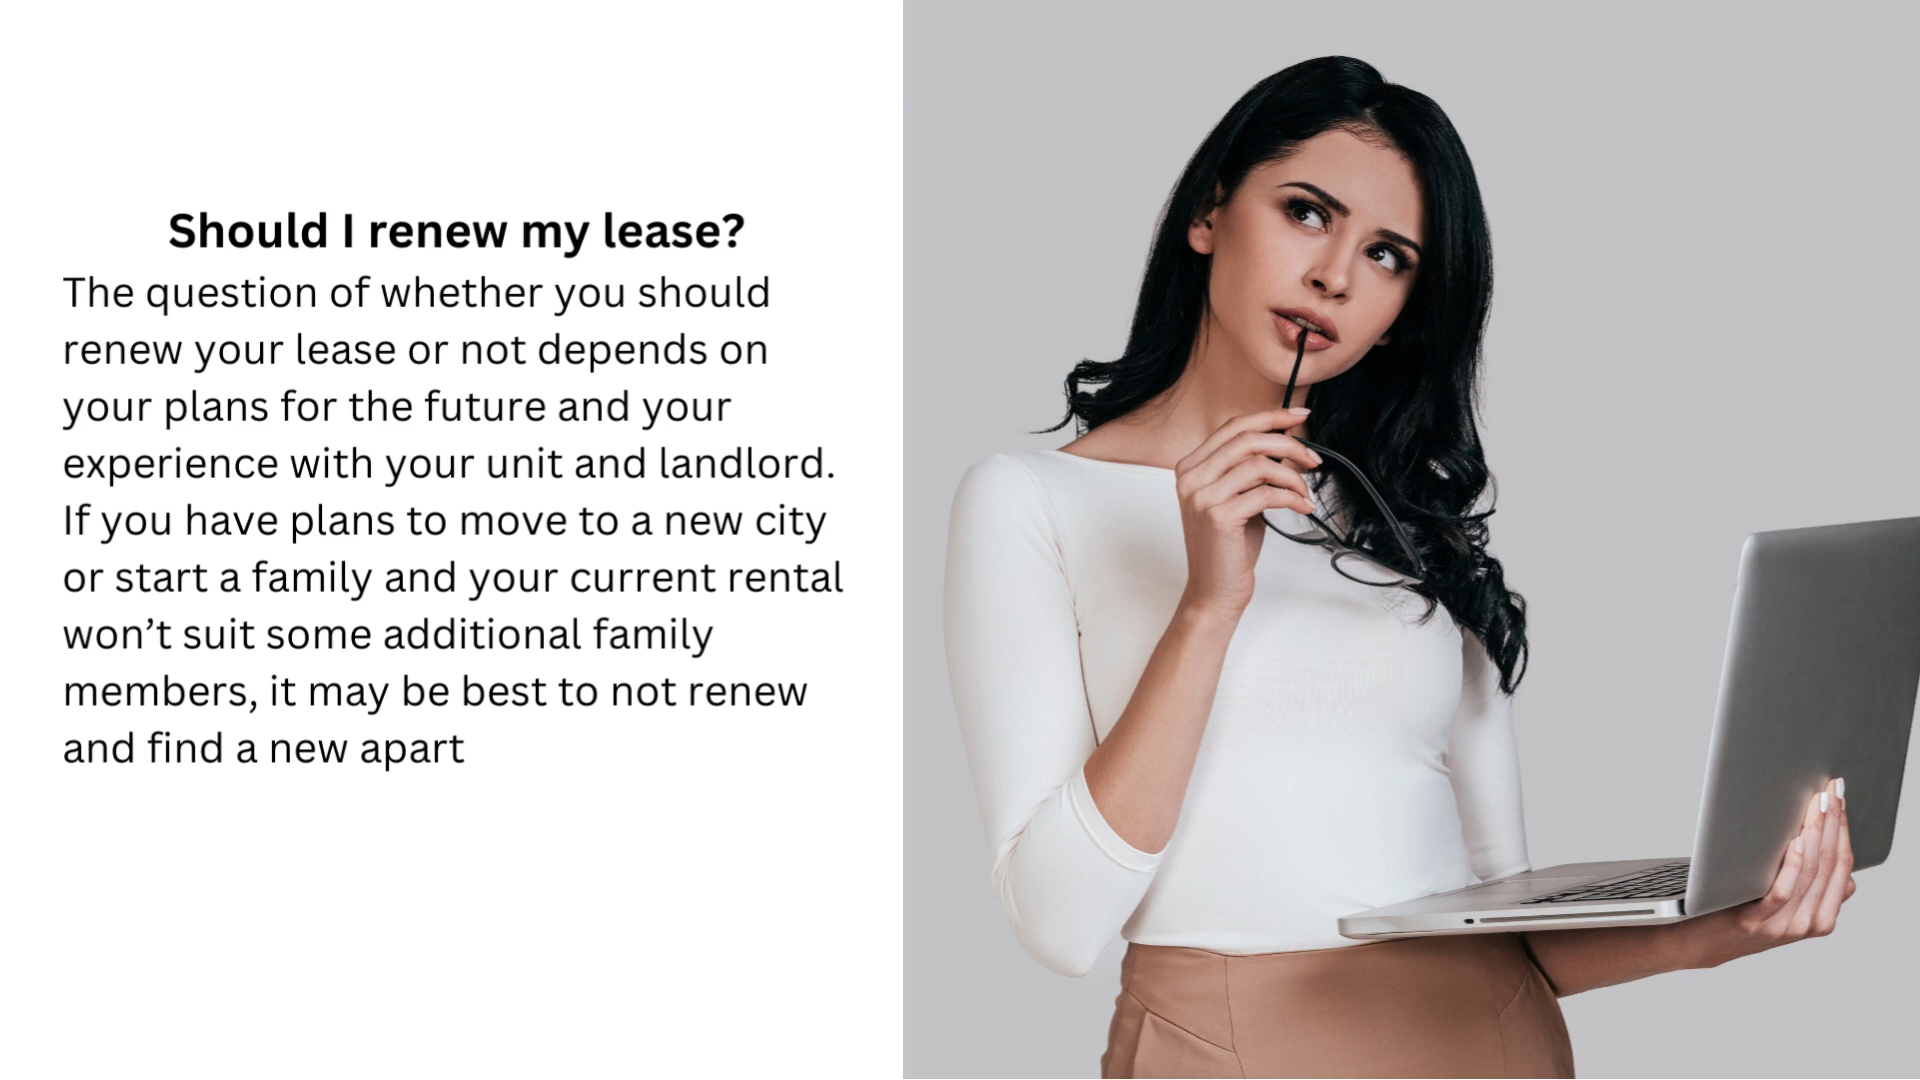 Should I renew my lease?
The question of whether you should
renew your lease or not depends on
your plans for the future and your
experience with your unit and landlord.
If you have plans to move to a new city
or start a family and your current rental
won’t suit some additional family
members, it may be best to not renew
and find a new apart